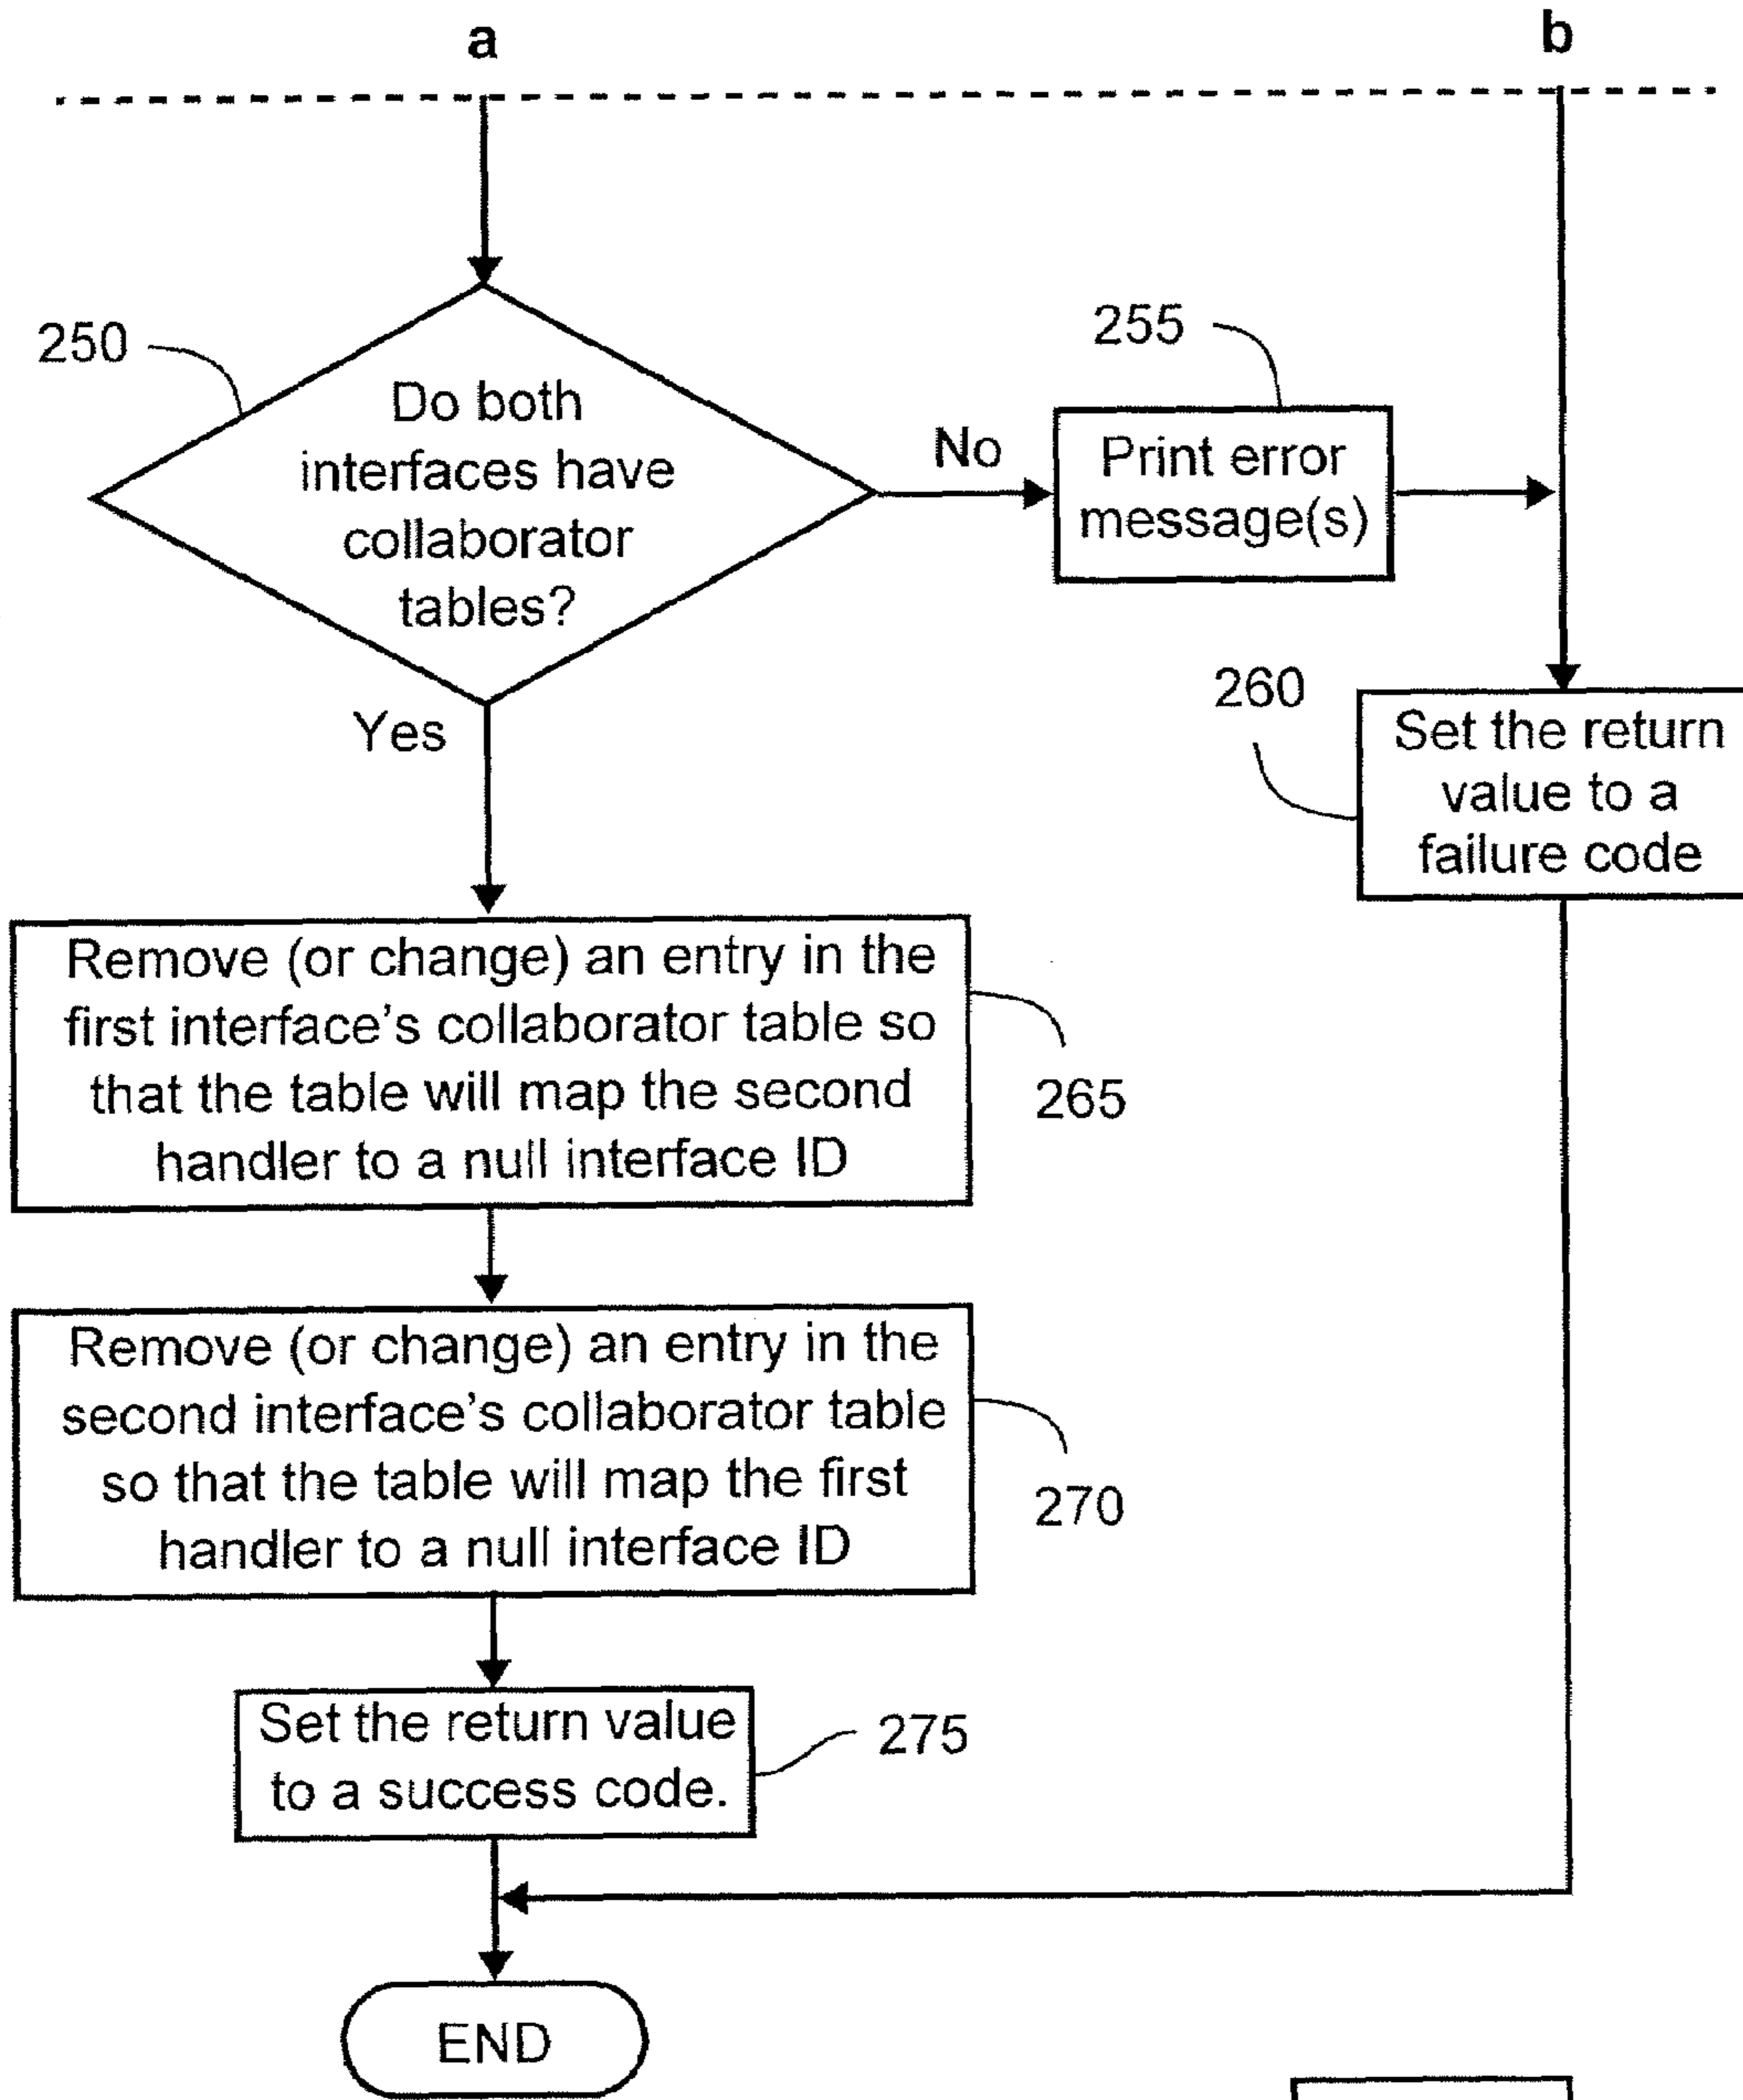 a
b
250
Do both
interfaces have
collaborator
tables?
No
255
Print error
message(s)
Yes
260
Set the return
value to a
failure code
Remove (or change) an entry in the
first interface's collaborator table so
that the table will map the second
handler to a null interface ID
265
Remove (or change) an entry in the
second interface's collaborator table
so that the table will map the first
handler to a null interface ID
270
Set the return value
to a success code.
275
END